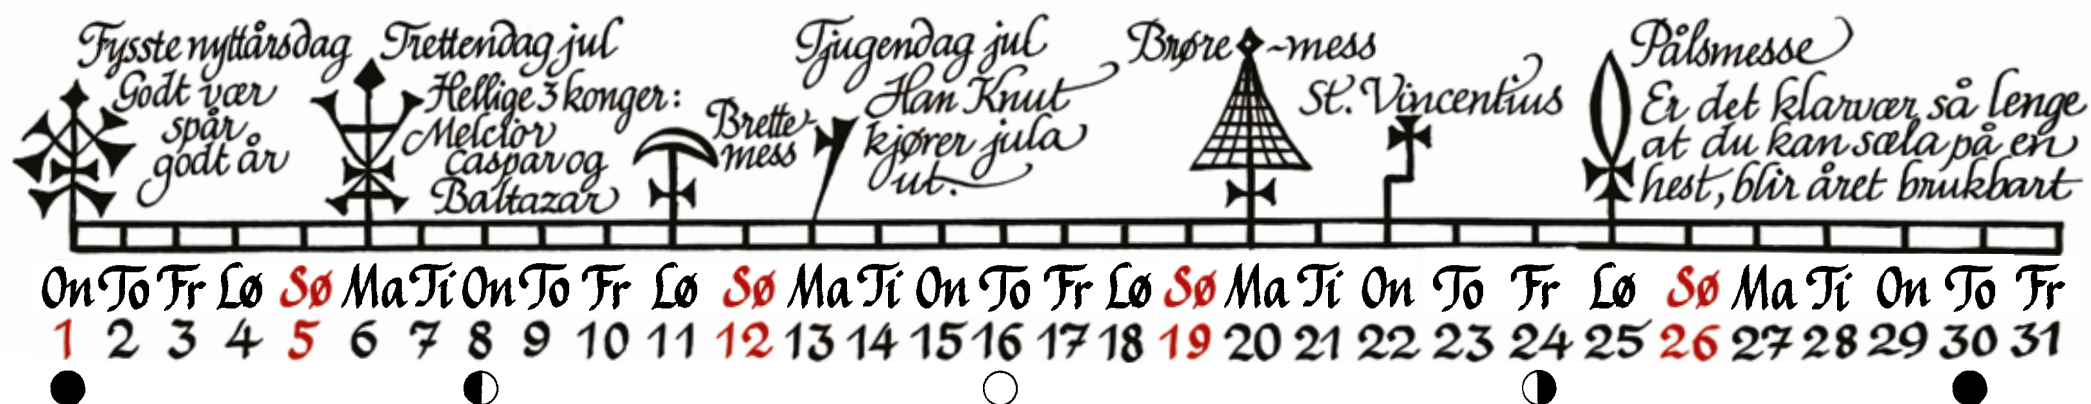 Fysste nyttårsdag
Godt vær
spår
godt år
Trettendag jul
Hellige 3 konger:
Melcior
Caspar og
Baltazar
Brette-
mess
Tjugendag jul
Han Knut
kjører jula
ut.
Brøre-mess
St. Vincentius
Pålsmesse
Er det klarvær så lenge
at du kan sæla på en
hest, blir året brukbart
On To Fr Lø Sø Ma Ti On To Fr Lø Sø Ma Ti On To Fr Lø Sø Ma Ti On To Fr Lø Sø Ma Ti On To Fr
1 2 3 4 5 6 7 8 9 10 11 12 13 14 15 16 17 18 19 20 21 22 23 24 25 26 27 28 29 30 31